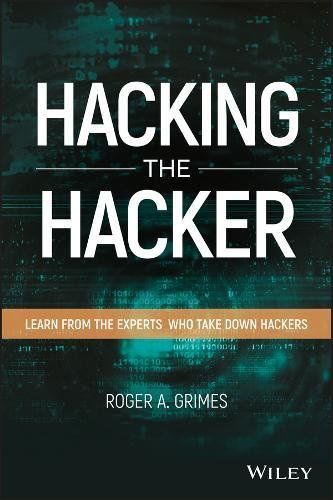 HACKING
THE
HACKER
LEARN FROM THE EXPERTS WHO TAKE DOWN HACKERS
ROGER A. GRIMES
WILEY